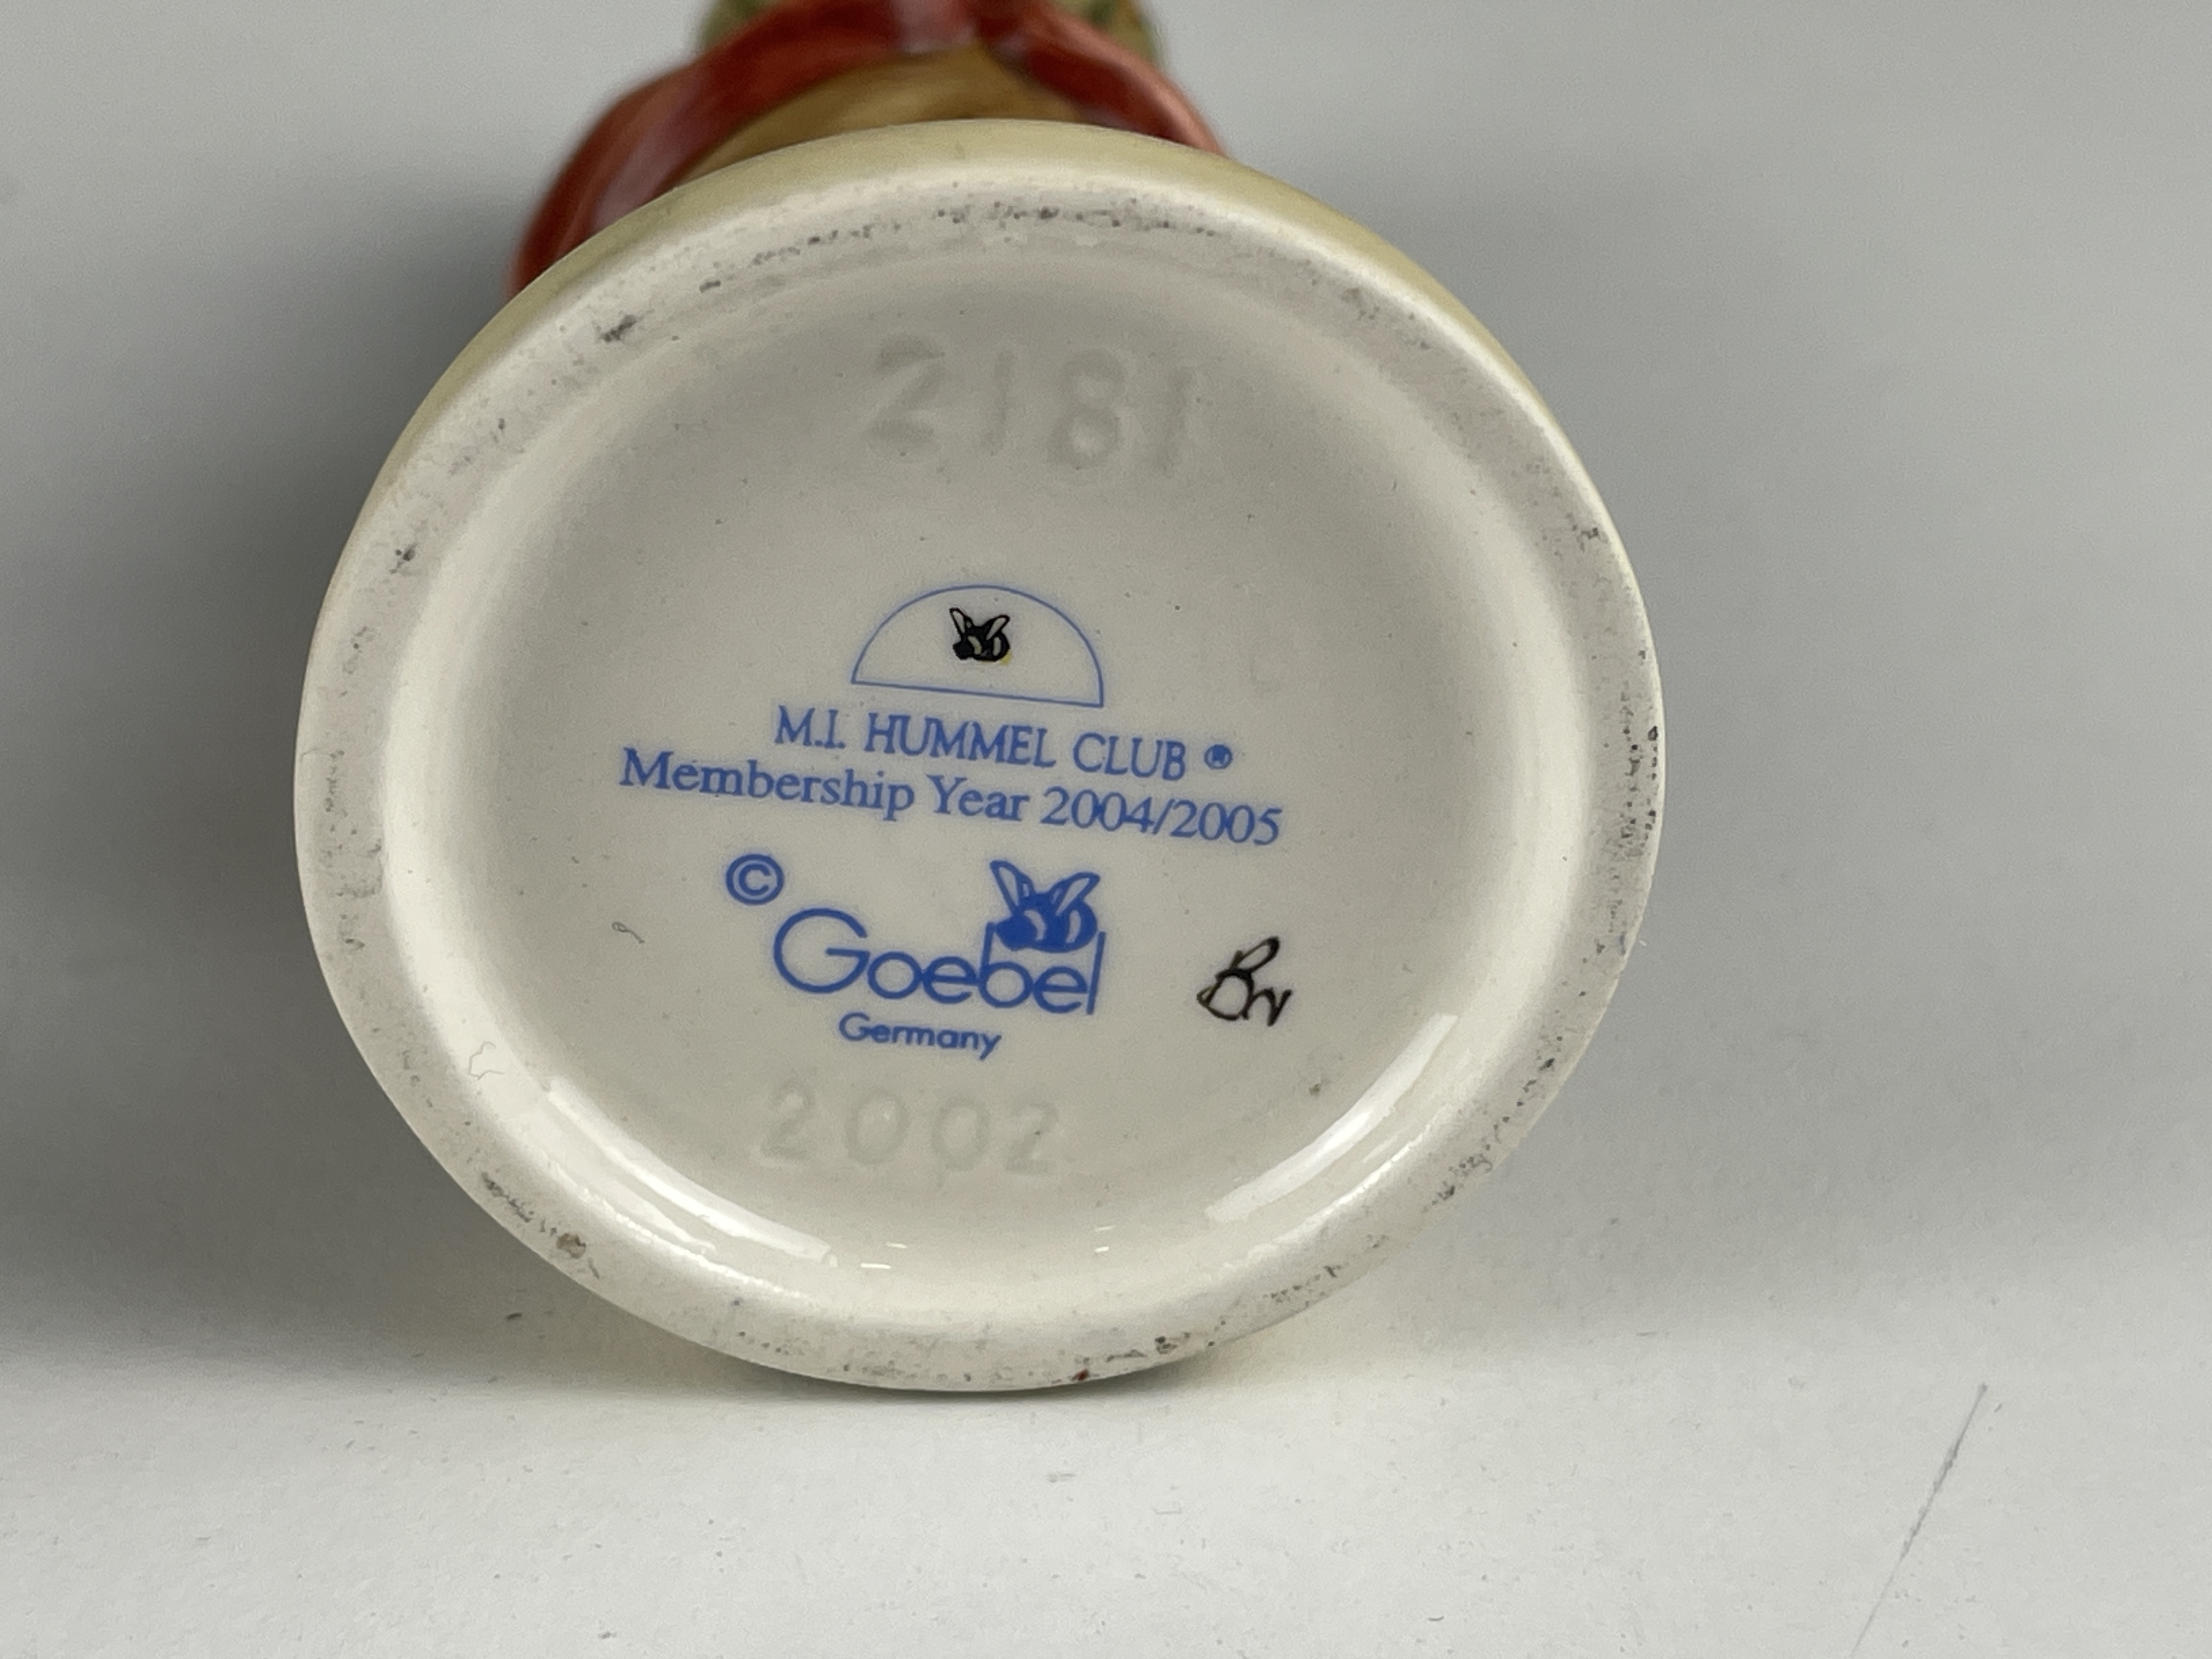 2181
M.I. HUMMEL CLUB ®
Membership Year 2004/2005
©
Goebel
Germany
2002